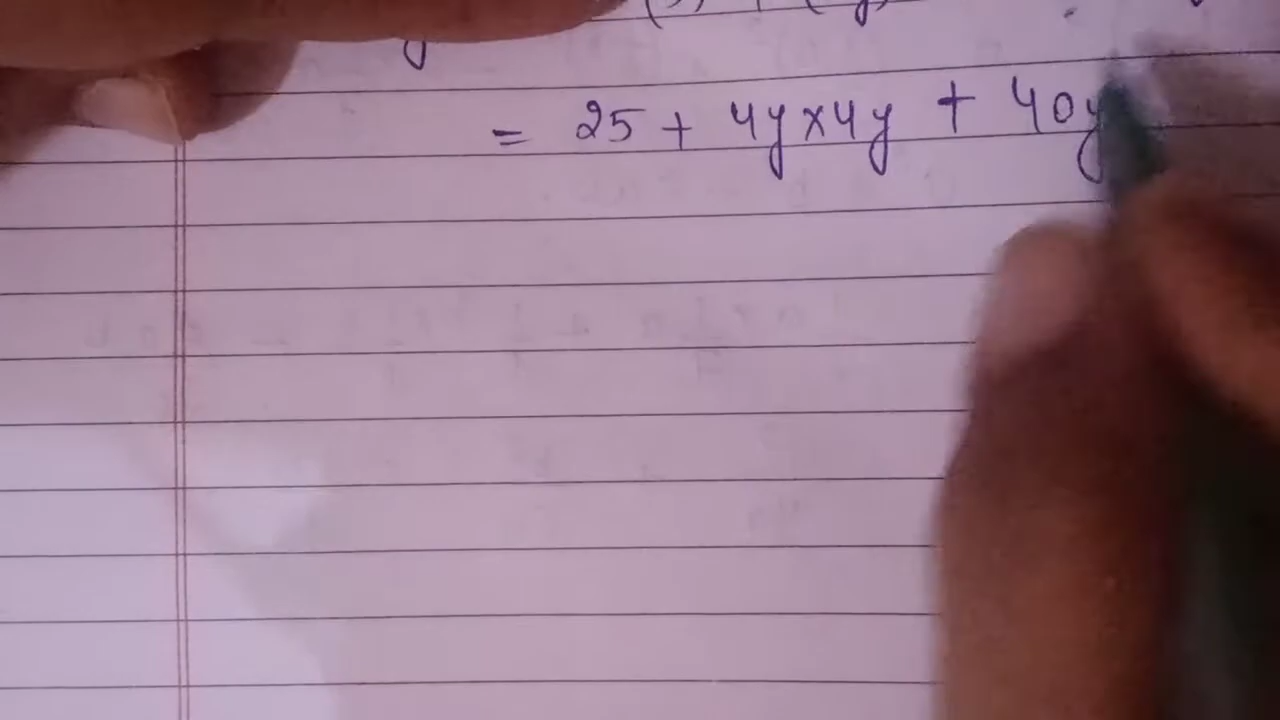 = 25 + 4y×4y + 40y